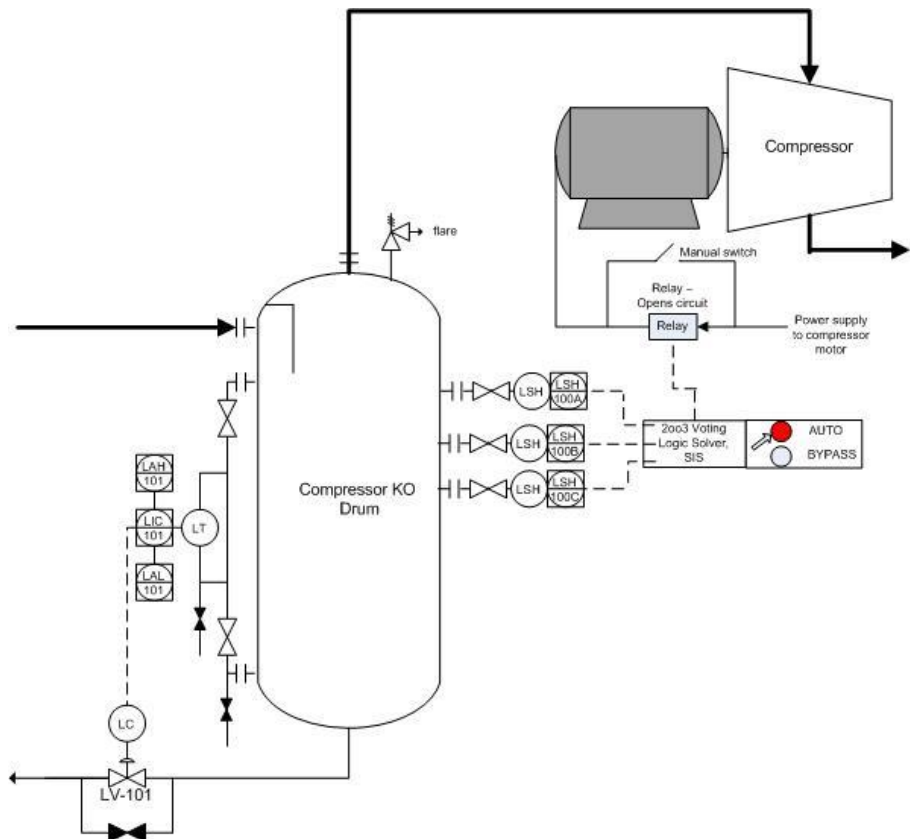 Compressor
flare
Manual switch
Relay –
Opens circuit
Relay
Power supply
to compressor
motor
LSH
LSH
100A
2oo3 Voting
Logic Solver,
SIS
AUTO
BYPASS
LSH
LSH
100B
LSH
LSH
100C
Compressor KO
Drum
LAH
101
LIC
101
LT
LAL
101
LC
LV-101